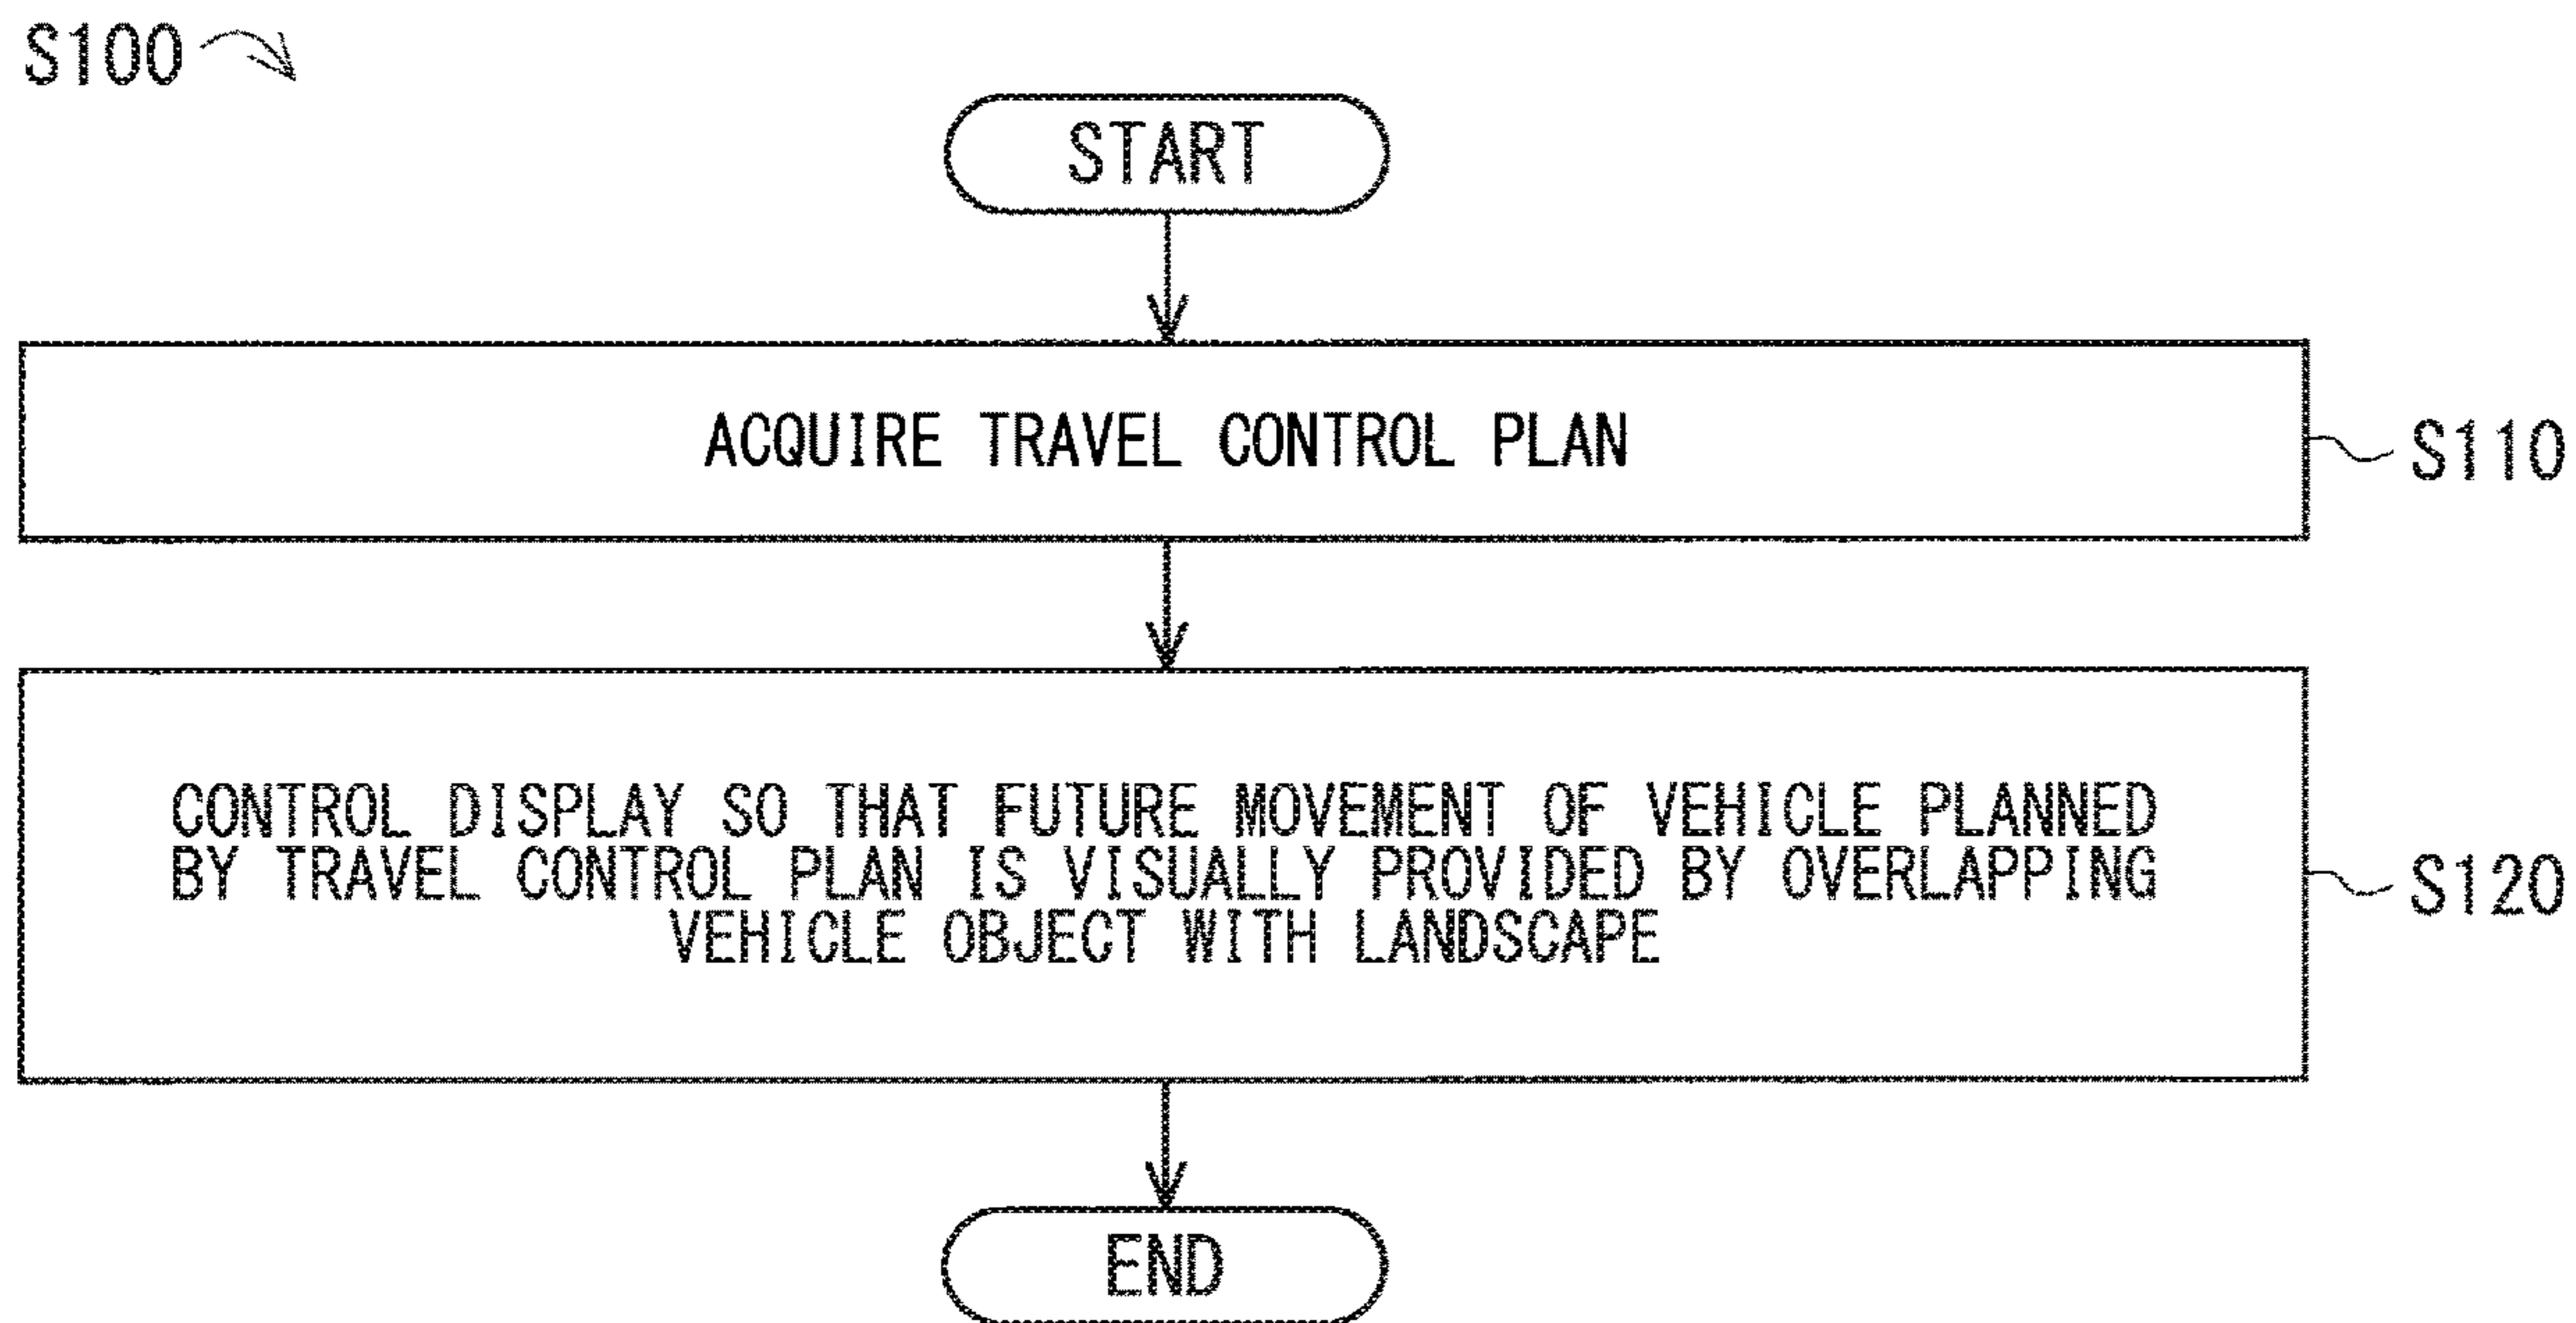 S100
START
ACQUIRE TRAVEL CONTROL PLAN
S110
CONTROL DISPLAY SO THAT FUTURE MOVEMENT OF VEHICLE PLANNED
BY TRAVEL CONTROL PLAN IS VISUALLY PROVIDED BY OVERLAPPING
VEHICLE OBJECT WITH LANDSCAPE
S120
END